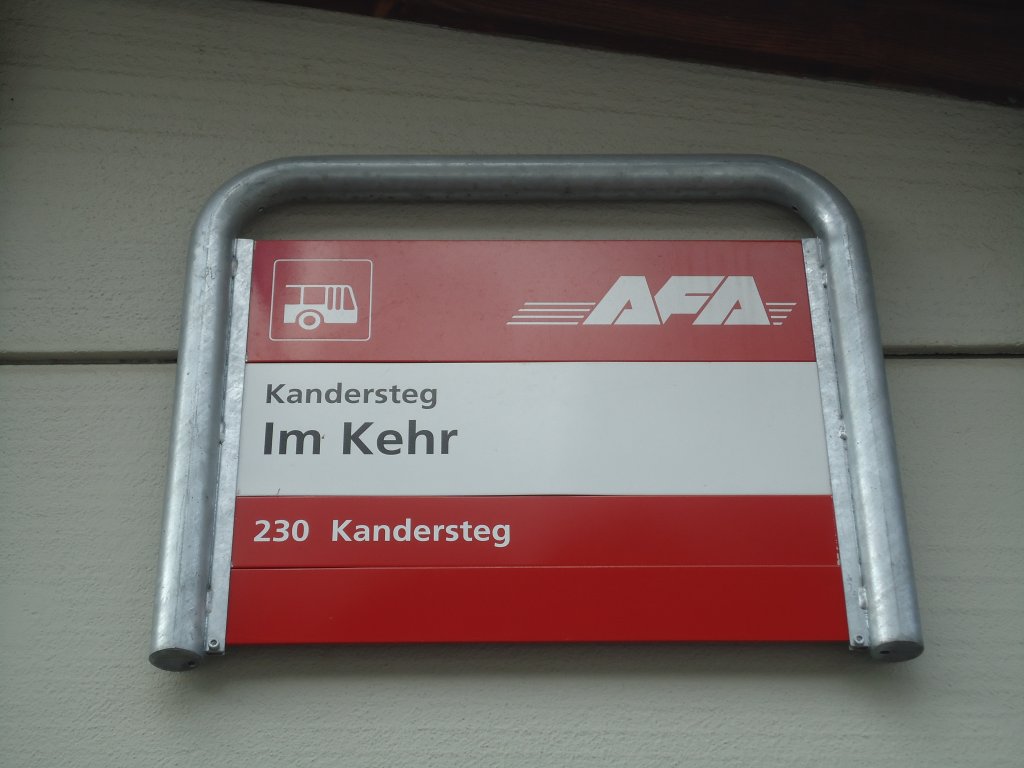 AFA
Kandersteg
Im Kehr
230 Kandersteg